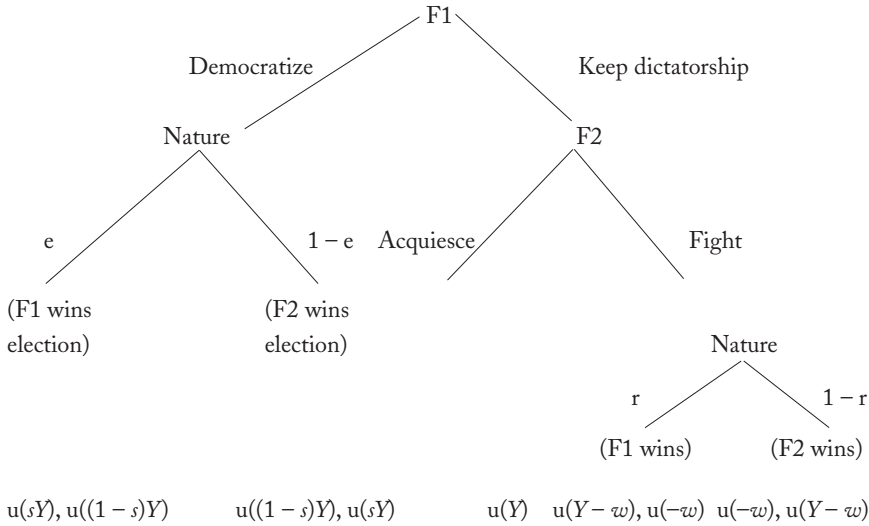 F1
Democratize Keep dictatorship
Nature F2
e 1 – e Acquiesce Fight
(F1 wins election) (F2 wins election)
Nature
r 1 – r
(F1 wins) (F2 wins)
u(sY), u((1 – s)Y) u((1 – s)Y), u(sY) u(Y) u(Y – w), u(–w) u(–w), u(Y – w)